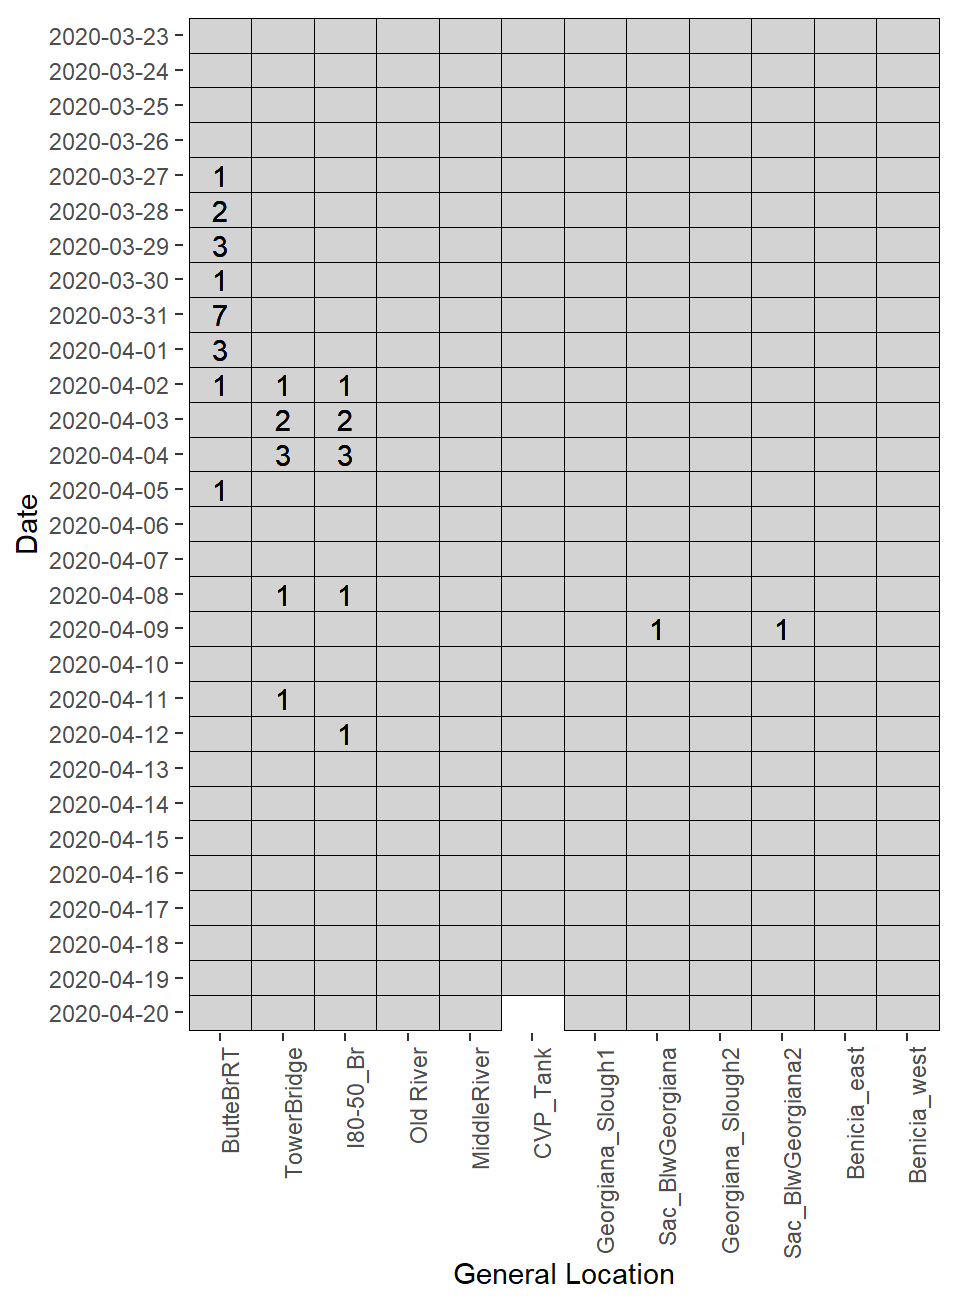 2020-03-23
2020-03-24
2020-03-25
2020-03-26
2020-03-27 1
2020-03-28 2
2020-03-29 3
2020-03-30 1
2020-03-31 7
2020-04-01 3
2020-04-02 1 1 1
2020-04-03 2 2
2020-04-04 3 3
2020-04-05 1
2020-04-06
2020-04-07
2020-04-08 1 1
2020-04-09 1 1
2020-04-10
2020-04-11 1
2020-04-12 1
2020-04-13
2020-04-14
2020-04-15
2020-04-16
2020-04-17
2020-04-18
2020-04-19
2020-04-20
Date
ButteBrRT
TowerBridge
I80-50_Br
Old River
MiddleRiver
CVP_Tank
Georgiana_Slough1
Sac_BlwGeorgiana
Georgiana_Slough2
Sac_BlwGeorgiana2
Benicia_east
Benicia_west
General Location